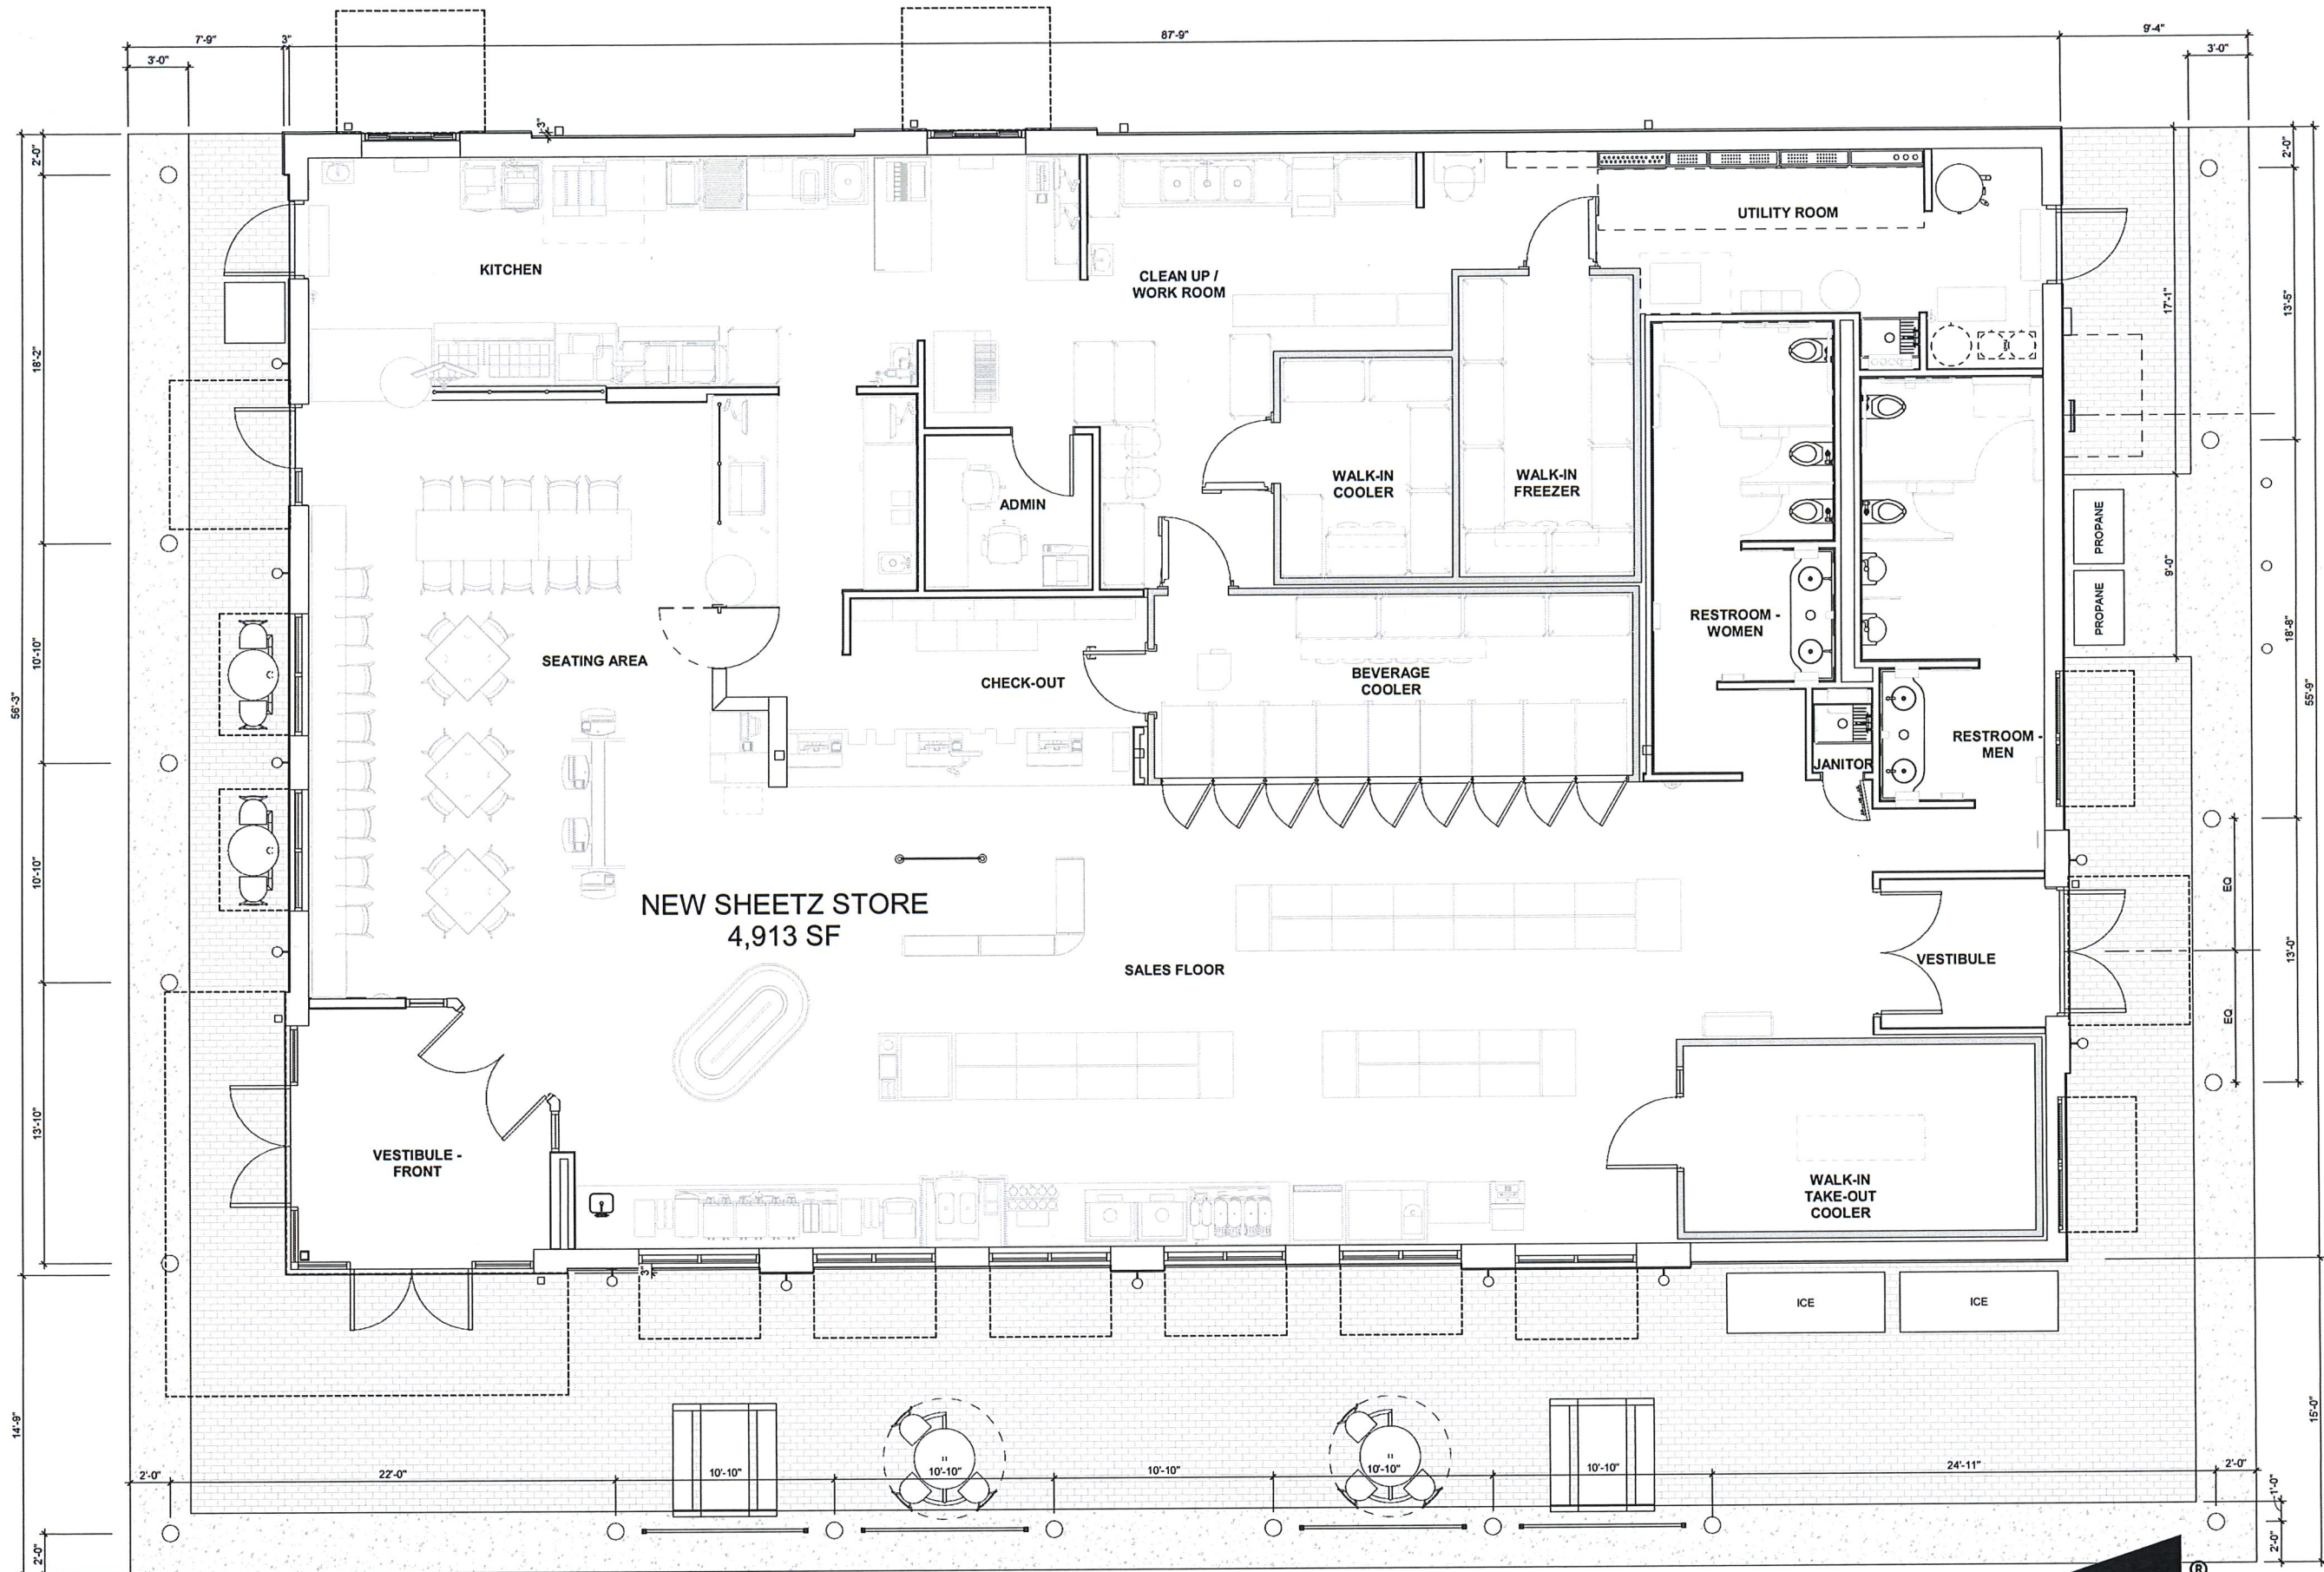 7'-9"
3"
87'-9"
9'-4"
3'-0"
3'-0"
3"
2'-0"
2'-0"
UTILITY ROOM
KITCHEN
CLEAN UP /
WORK ROOM
17'-1"
13'-5"
18'-2"
WALK-IN
COOLER
WALK-IN
FREEZER
ADMIN
PROPANE
PROPANE
9'-0"
RESTROOM -
WOMEN
18'-8"
10'-10"
SEATING AREA
CHECK-OUT
BEVERAGE
COOLER
56'-3"
55'-9"
RESTROOM -
MEN
JANITOR
10'-10"
NEW SHEETZ STORE
4,913 SF
SALES FLOOR
VESTIBULE
EQ
13'-0"
EQ
13'-10"
VESTIBULE -
FRONT
WALK-IN
TAKE-OUT
COOLER
3"
ICE
ICE
14'-9"
15'-0"
2'-0"
22'-0"
10'-10"
10'-10"
10'-10"
10'-10"
10'-10"
24'-11"
2'-0"
1'-0"
2'-0"
2'-0"
®